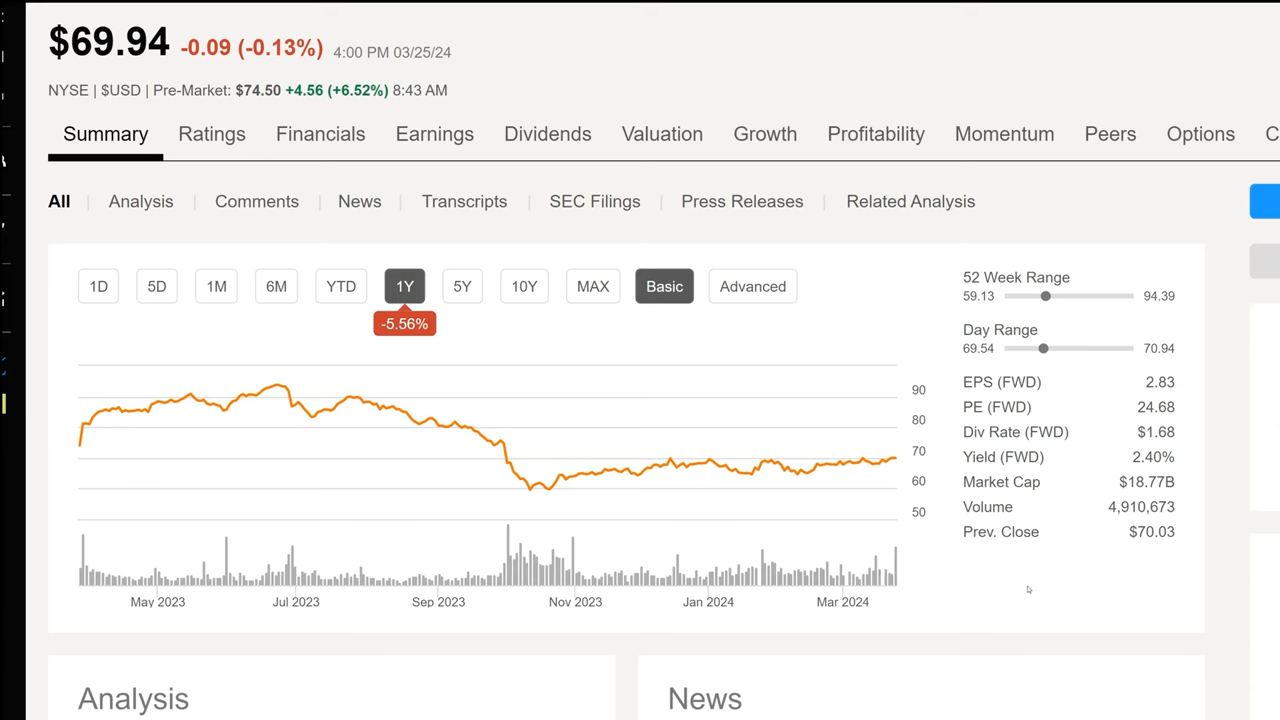 $69.94 -0.09 (-0.13%) 4:00 PM 03/25/24
NYSE | $USD | Pre-Market: $74.50 +4.56 (+6.52%) 8:43 AM
Summary Ratings Financials Earnings Dividends Valuation Growth Profitability Momentum Peers Options
All | Analysis | Comments | News | Transcripts | SEC Filings | Press Releases | Related Analysis
1D 5D 1M 6M YTD 1Y 5Y 10Y MAX Basic Advanced
-5.56%
90
80
70
60
50
May 2023 Jul 2023 Sep 2023 Nov 2023 Jan 2024 Mar 2024
52 Week Range
59.13 94.39
Day Range
69.54 70.94
EPS (FWD) 2.83
PE (FWD) 24.68
Div Rate (FWD) $1.68
Yield (FWD) 2.40%
Market Cap $18.77B
Volume 4,910,673
Prev. Close $70.03
Analysis
News